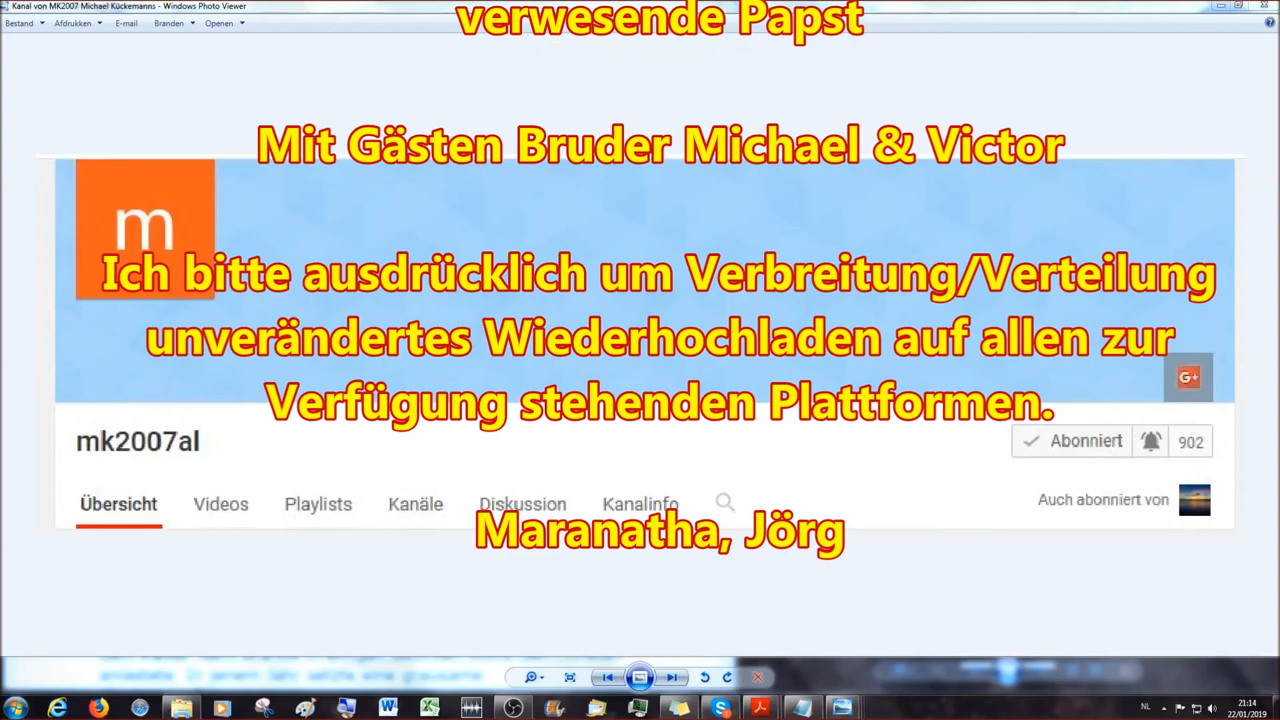 Kanal von MK2007 Michael Kückemanns - Windows Photo Viewer
Bestand Afdrukken E-mail Branden Openen
verwesende Papst
Mit Gästen Bruder Michael & Victor
m
Ich bitte ausdrücklich um Verbreitung/Verteilung
unverändertes Wiederhochladen auf allen zur
G+
Verfügung stehenden Plattformen.
mk2007al
Abonniert 902
Übersicht Videos Playlists Kanäle Diskussion Kanalinfo
Auch abonniert von
Maranatha, Jörg
NL
21:14
22/01/2019